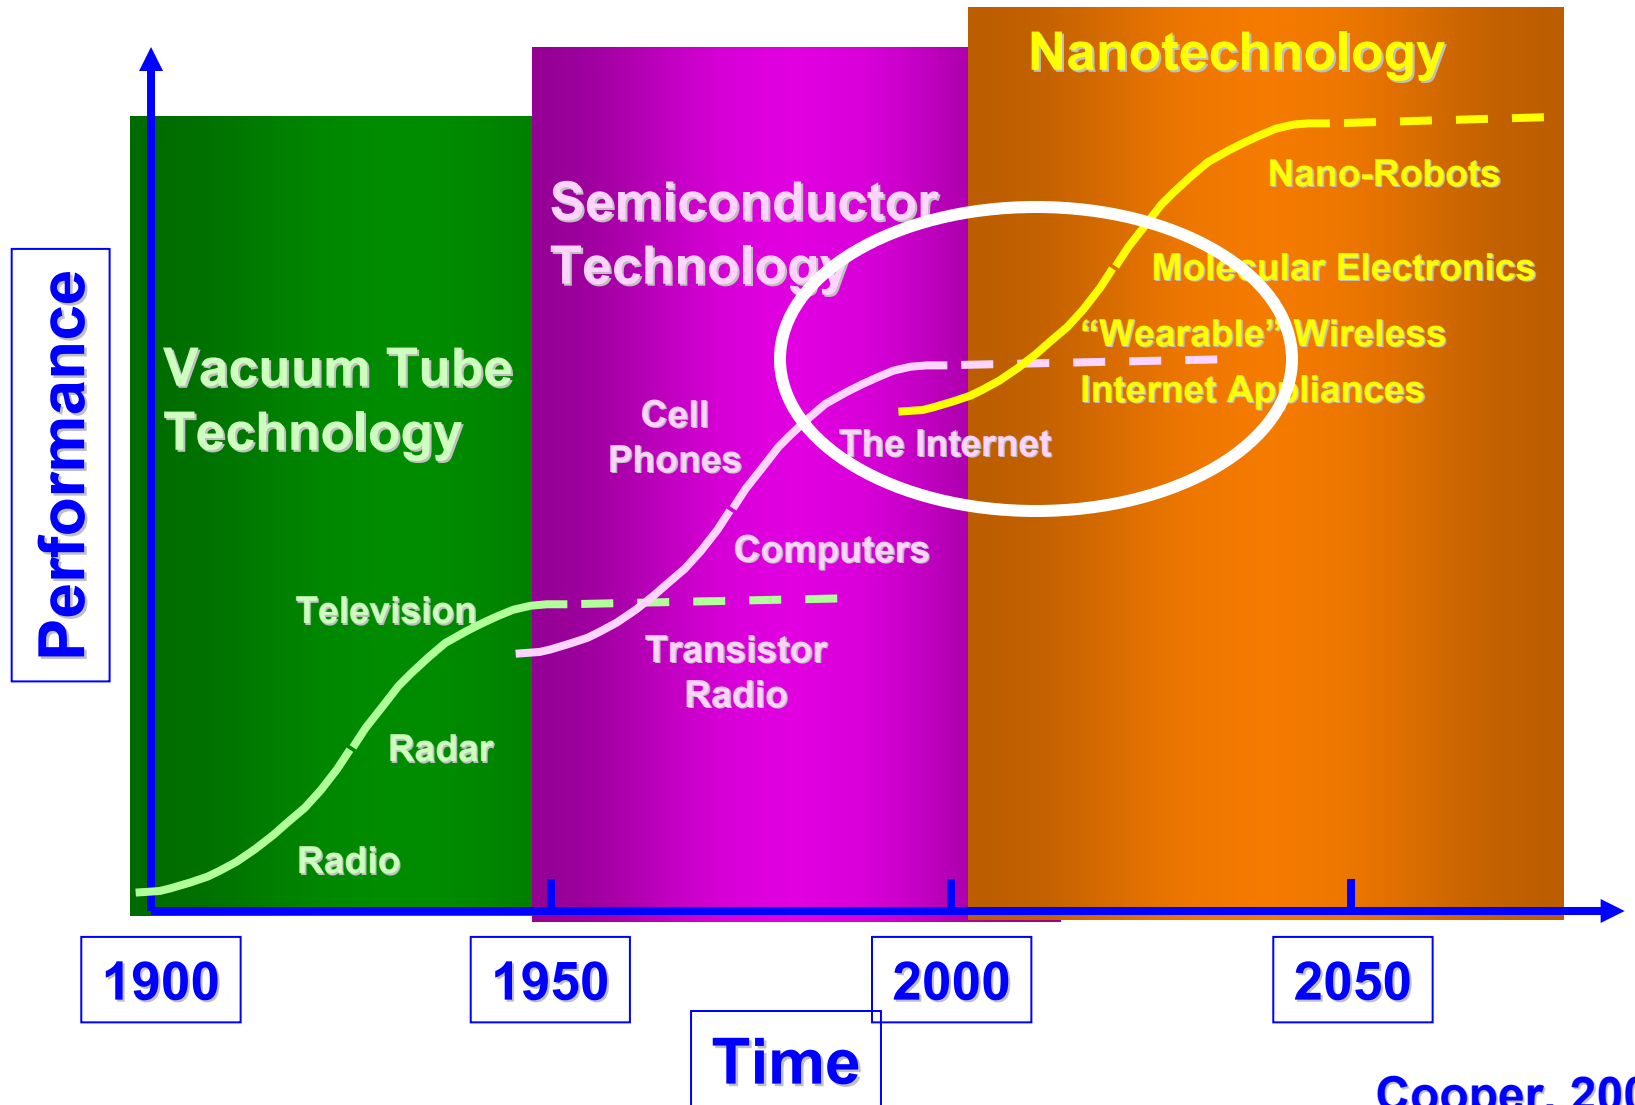 Nanotechnology
Nano-Robots
Semiconductor
Technology
Molecular Electronics
“Wearable” Wireless
Internet Appliances
Vacuum Tube
Technology
Cell
Phones
The Internet
Computers
Television
Transistor
Radio
Radar
Radio
Performance
1900
1950
2000
2050
Time
Cooper,